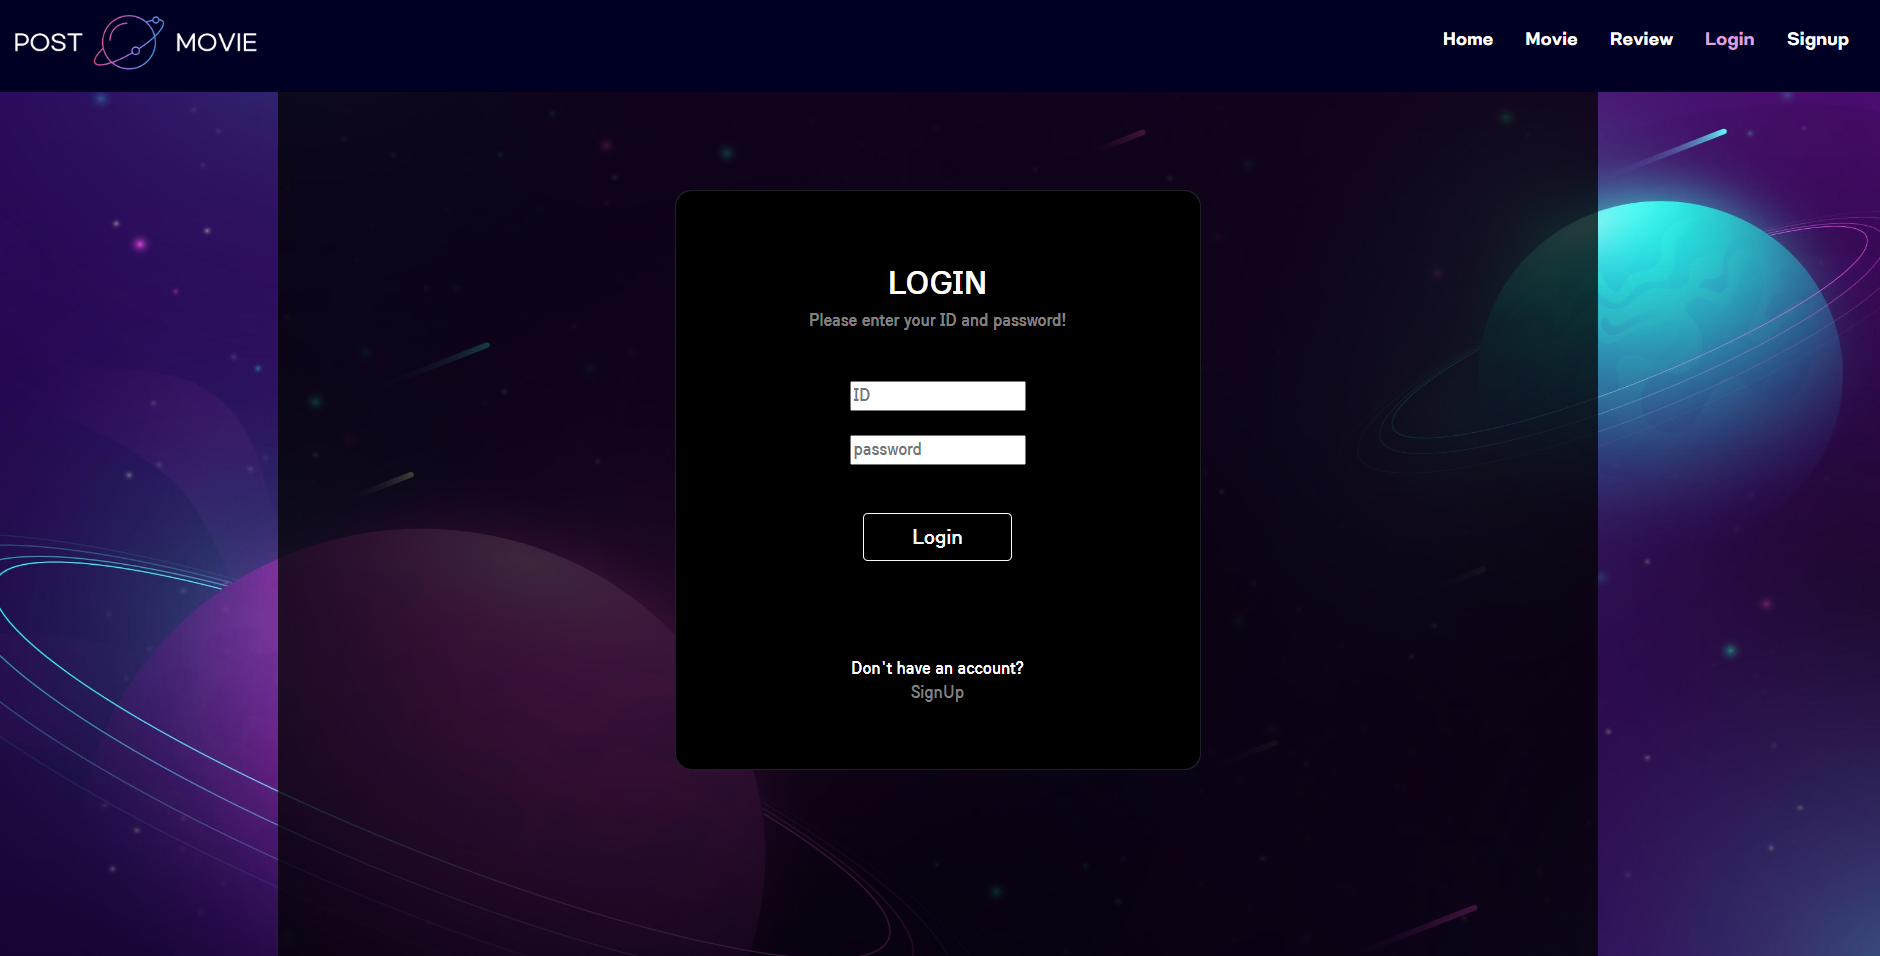 POST MOVIE
Home Movie Review Login Signup
LOGIN
Please enter your ID and password!
ID
password
Login
Don't have an account?
SignUp